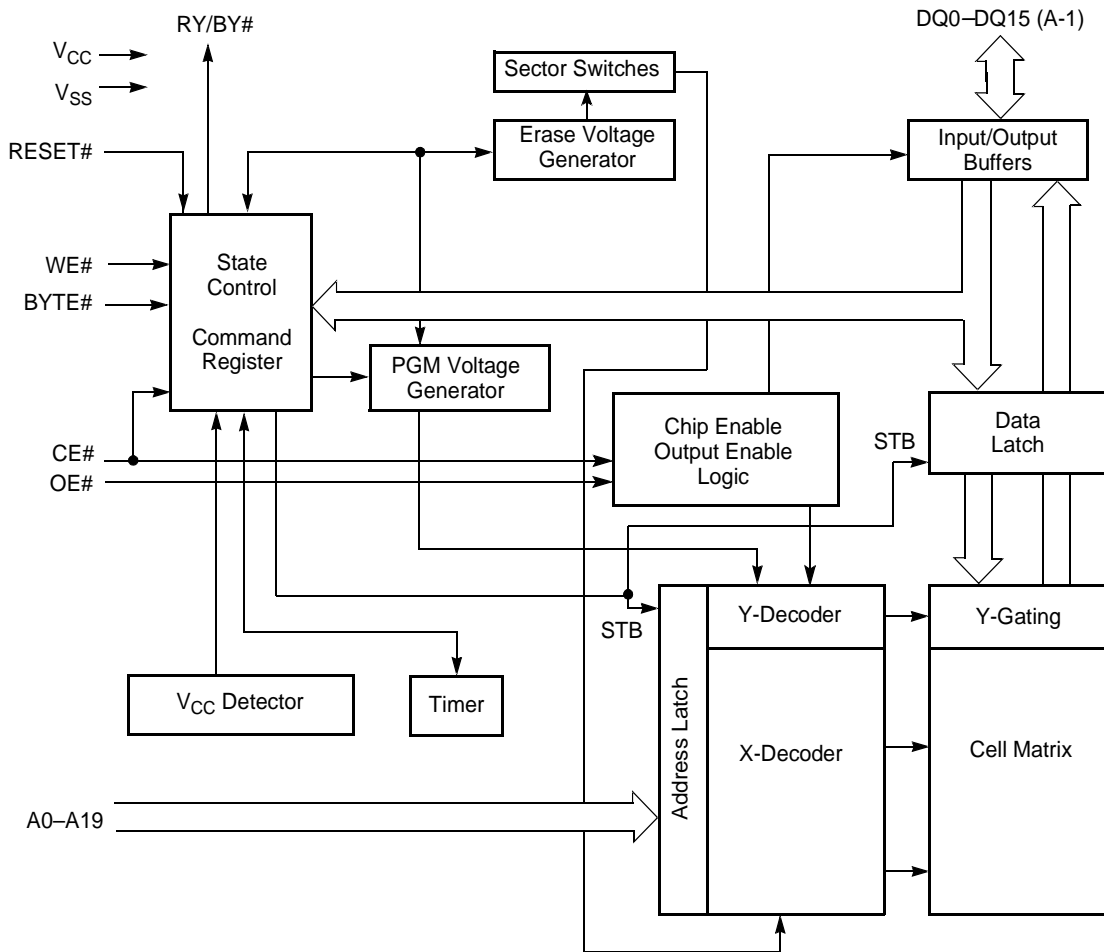 RY/BY#
DQ0–DQ15 (A-1)
VCC
VSS
Sector Switches
Erase Voltage
Generator
Input/Output
Buffers
RESET#
WE#
BYTE#
State
Control
Command
Register
PGM Voltage
Generator
CE#
OE#
Chip Enable
Output Enable
Logic
STB
Data
Latch
STB
Y-Decoder
Y-Gating
VCC Detector
Timer
Address Latch
X-Decoder
Cell Matrix
A0–A19